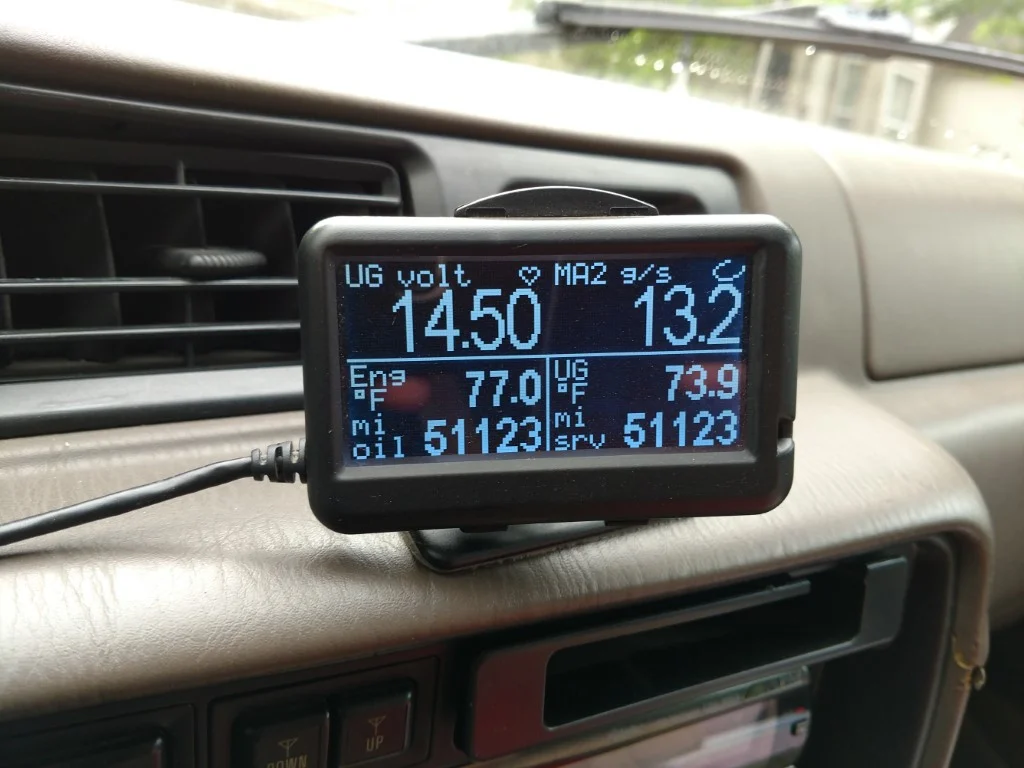 UG volt ♡ MA2 g/s
14.50 13.2
Eng °F 77.0 UG °F 73.9
mi oil 51123 mi srv 51123
DOWN UP